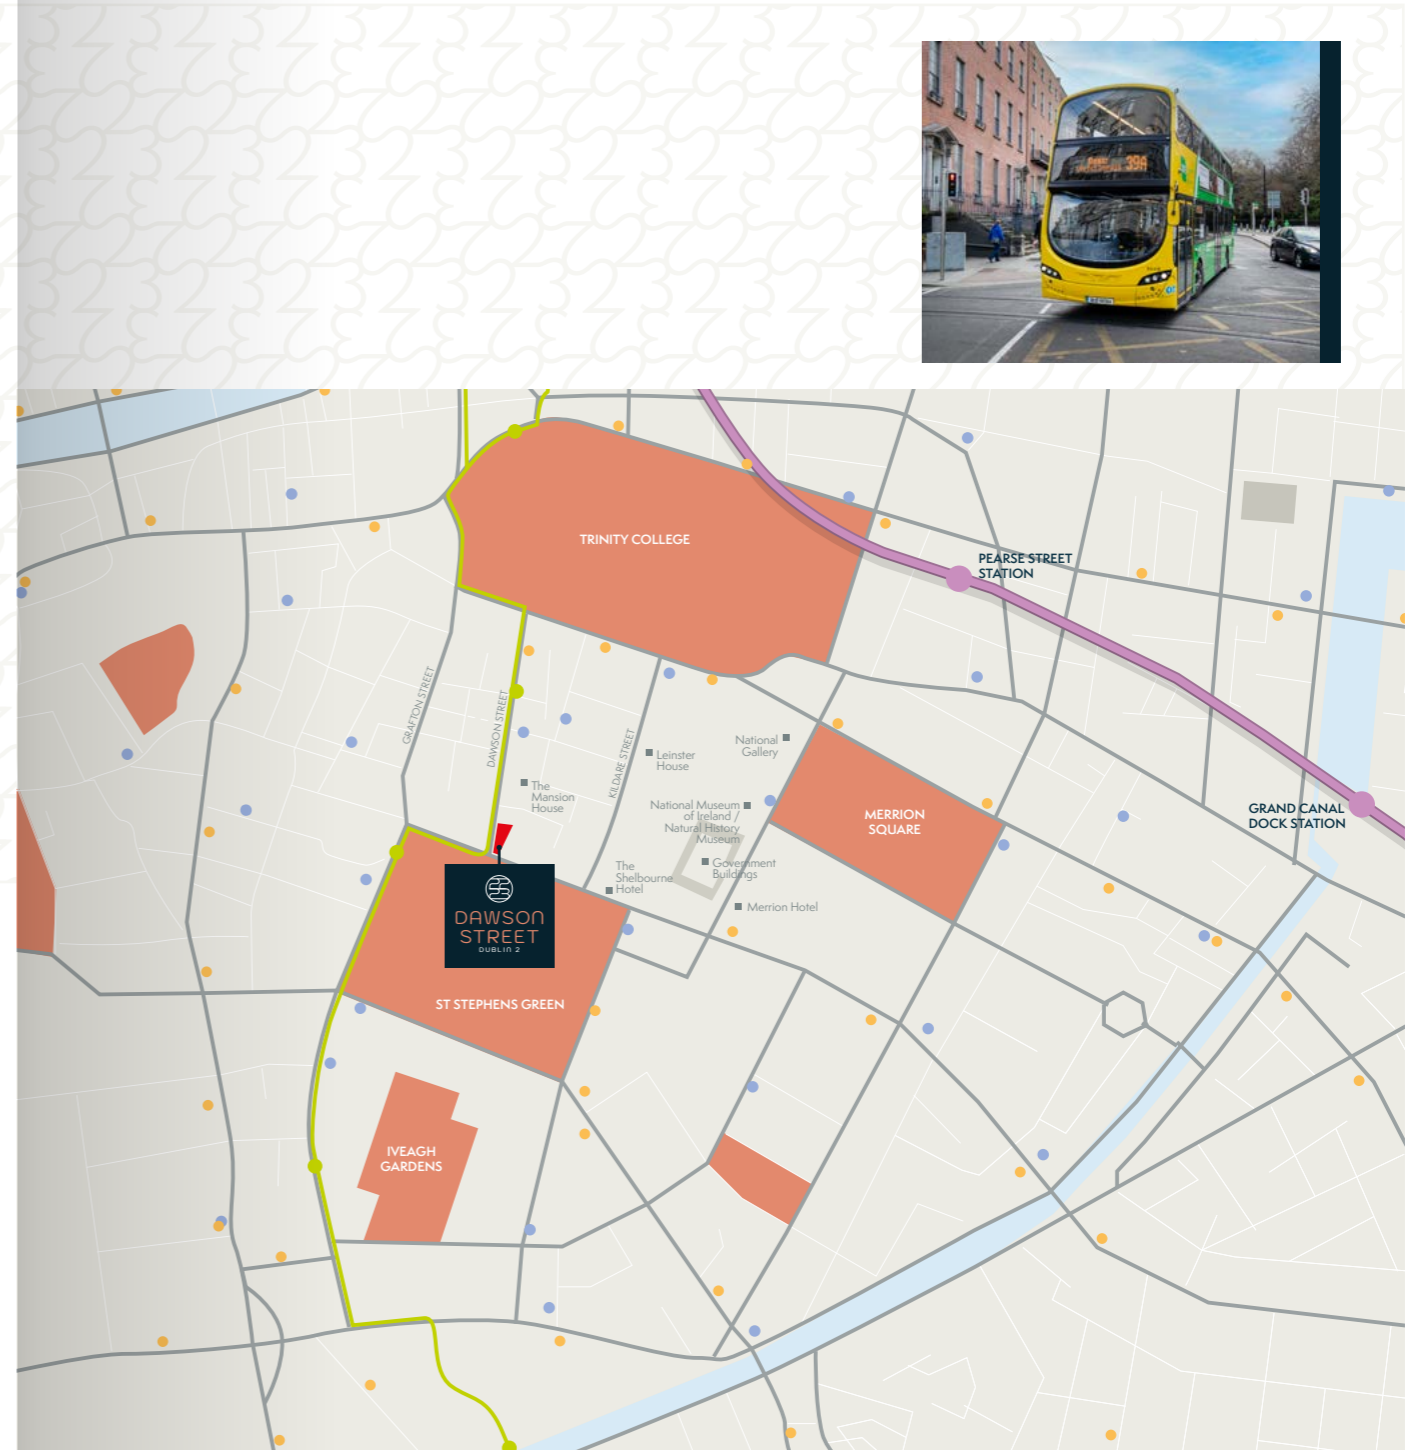 39A
TRINITY COLLEGE
PEARSE STREET
STATION
GRAFTON STREET
DAWSON STREET
KILDARE STREET
Leinster
House
National
Gallery
The
Mansion
House
National Museum
of Ireland /
Natural History
Museum
MERRION
SQUARE
GRAND CANAL
DOCK STATION
The
Shelbourne
Hotel
Government
Buildings
Merrion Hotel
DAWSON
STREET
DUBLIN 2
ST STEPHENS GREEN
IVEAGH
GARDENS